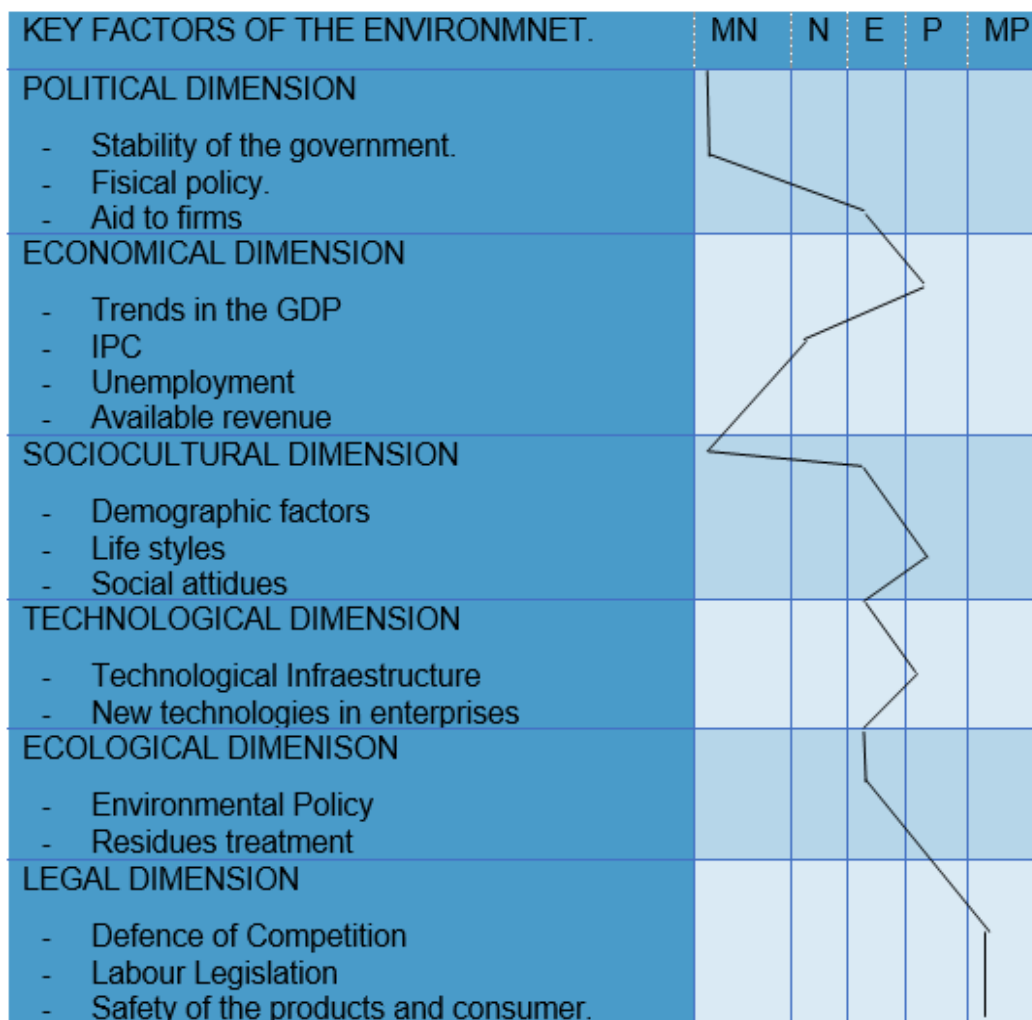 KEY FACTORS OF THE ENVIRONMNET. MN N E P MP
POLITICAL DIMENSION
- Stability of the government.
- Fisical policy.
- Aid to firms
ECONOMICAL DIMENSION
- Trends in the GDP
- IPC
- Unemployment
- Available revenue
SOCIOCULTURAL DIMENSION
- Demographic factors
- Life styles
- Social attidues
TECHNOLOGICAL DIMENSION
- Technological Infraestructure
- New technologies in enterprises
ECOLOGICAL DIMENISON
- Environmental Policy
- Residues treatment
LEGAL DIMENSION
- Defence of Competition
- Labour Legislation
- Safety of the products and consumer.